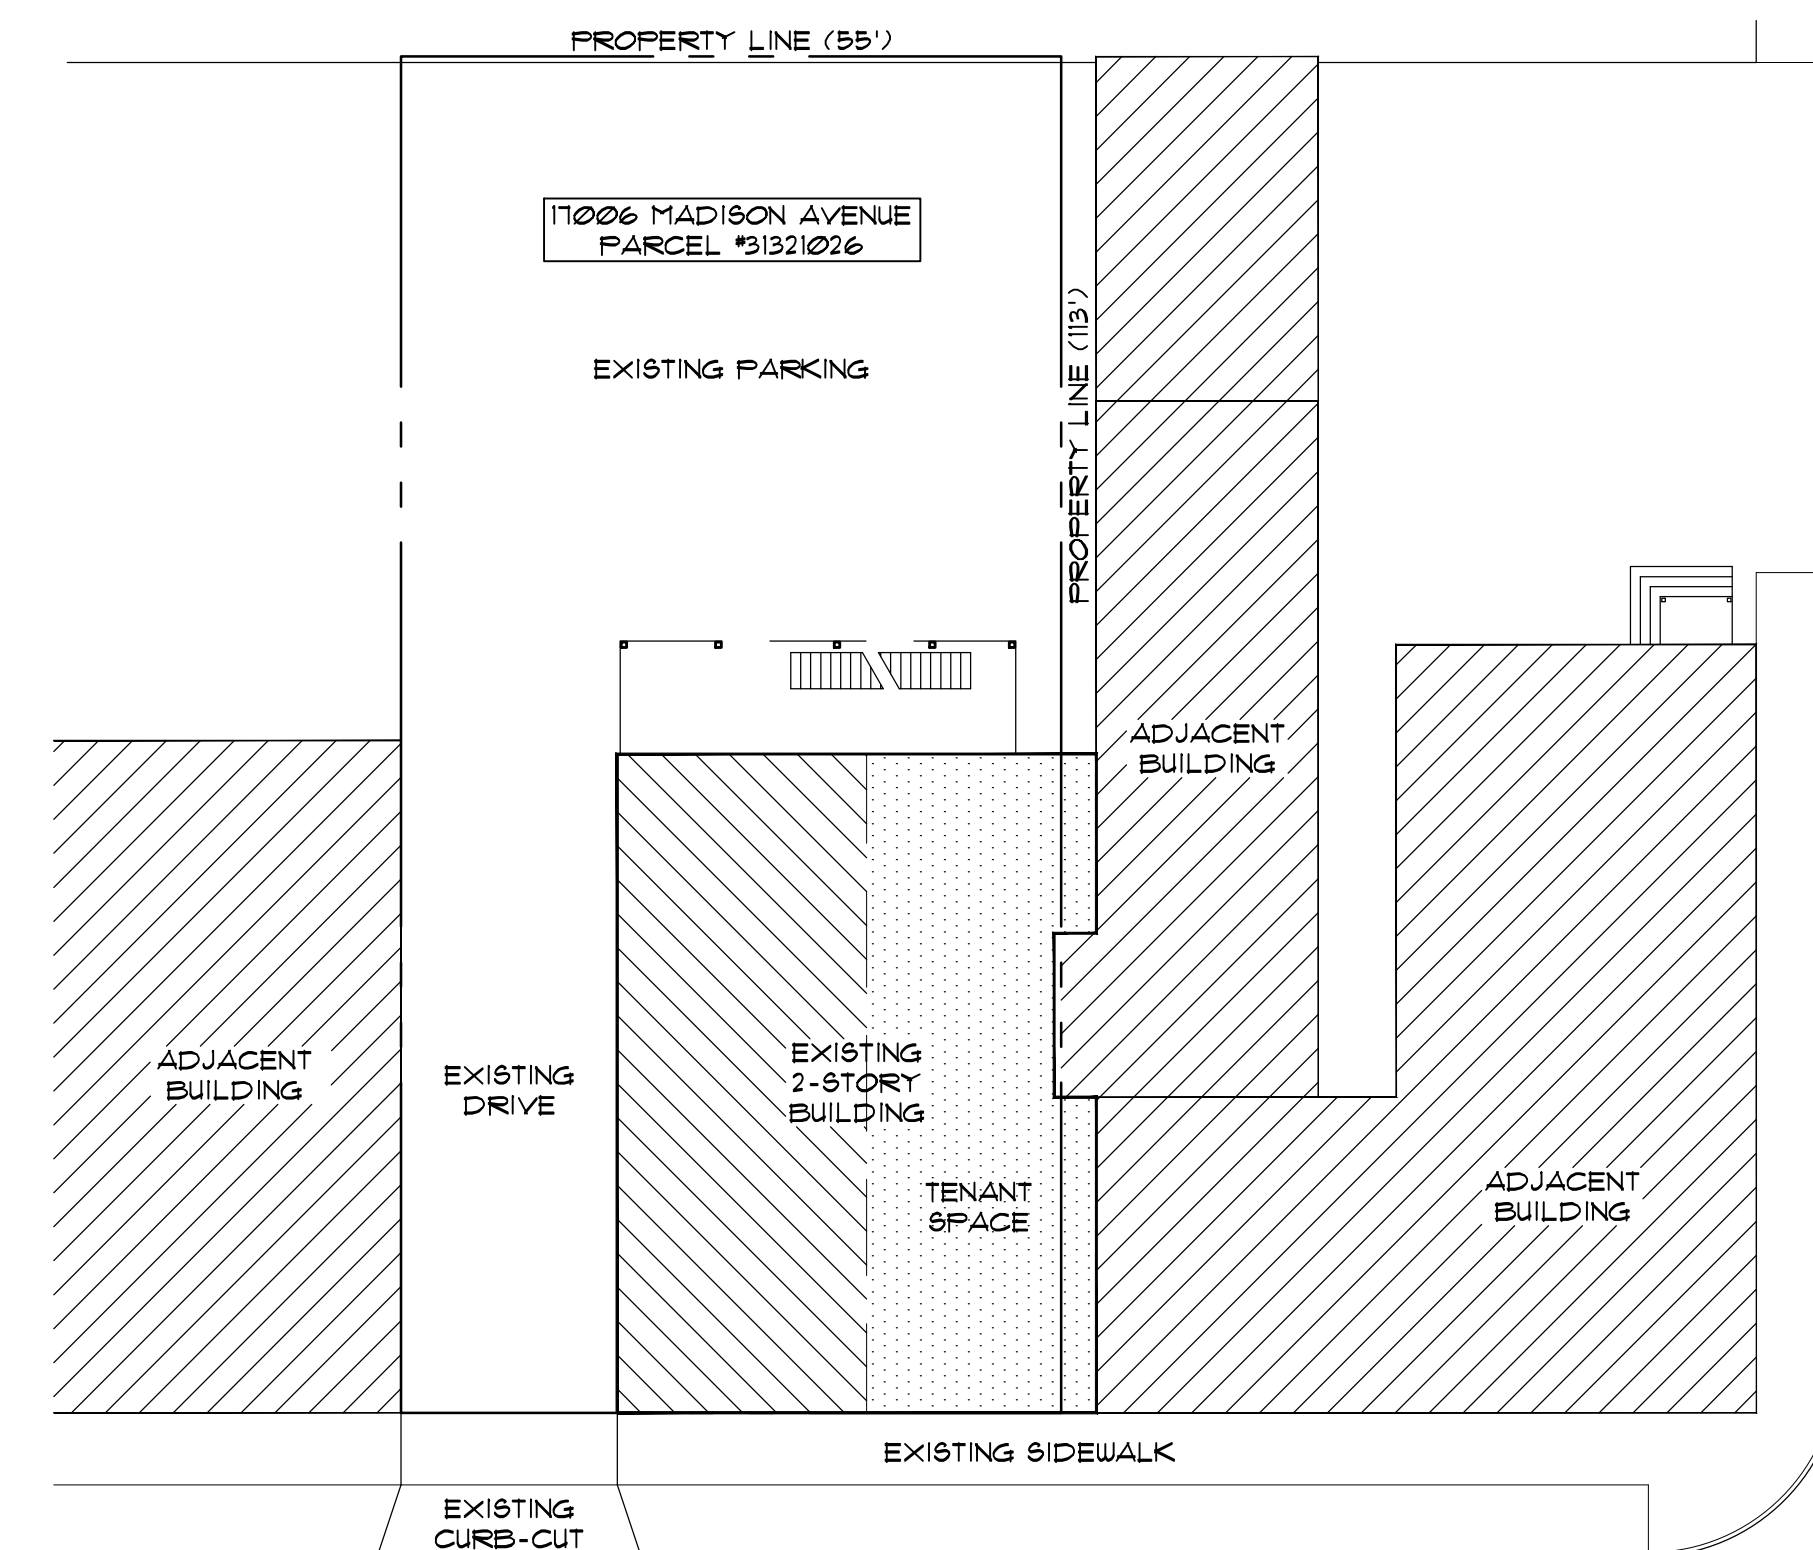 PROPERTY LINE (55')
17006 MADISON AVENUE
PARCEL #31321026
PROPERTY LINE (113')
EXISTING PARKING
ADJACENT
BUILDING
ADJACENT
BUILDING
EXISTING
DRIVE
EXISTING
2-STORY
BUILDING
TENANT
SPACE
ADJACENT
BUILDING
EXISTING SIDEWALK
EXISTING
CURB-CUT